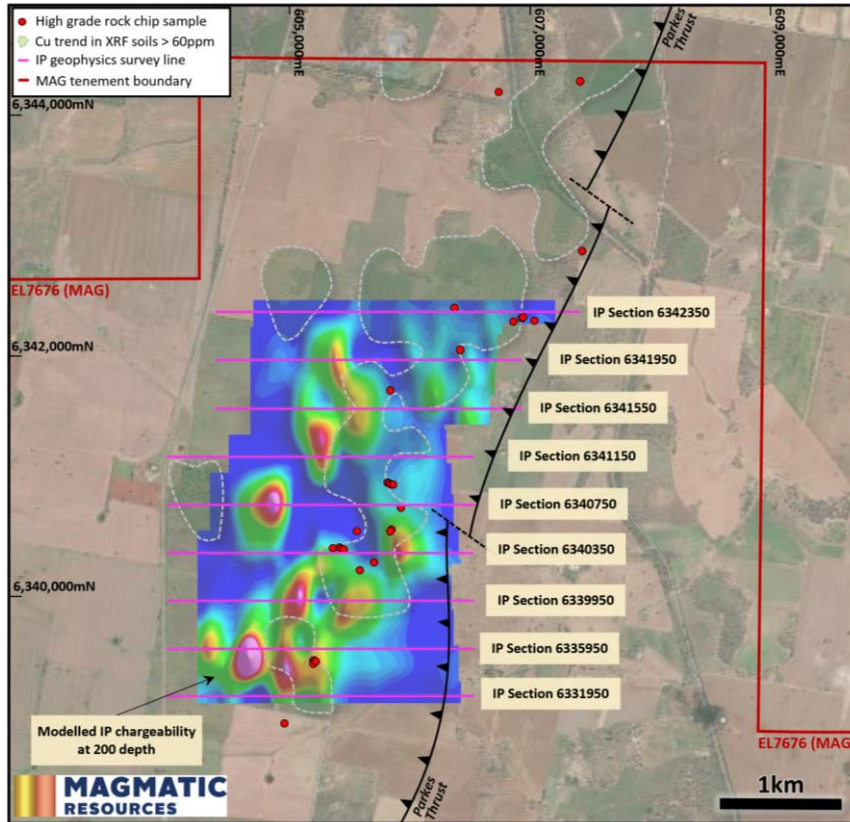 High grade rock chip sample
Cu trend in XRF soils > 60ppm
IP geophysics survey line
MAG tenement boundary
605,000mE
607,000mE
609,000mE
Parkes Thrust
6,344,000mN
EL7676 (MAG)
IP Section 6342350
6,342,000mN
IP Section 6341950
IP Section 6341550
IP Section 6341150
IP Section 6340750
IP Section 6340350
6,340,000mN
IP Section 6339950
IP Section 6335950
IP Section 6331950
Modelled IP chargeability
at 200 depth
EL7676 (MAG
MAGMATIC
RESOURCES
Parkes
Thrust
1km